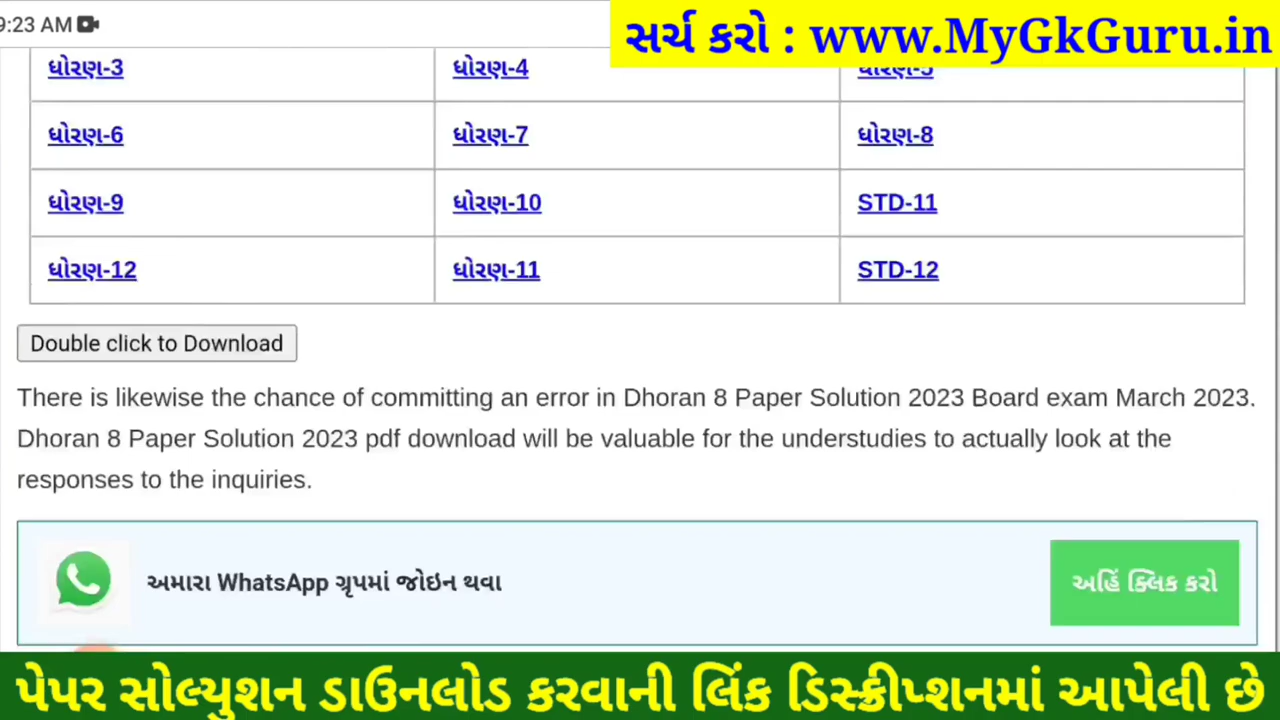 9:23 AM
સર્ચ કરો : www.MyGkGuru.in
ધોરણ-3 ધોરણ-4 ધોરણ-5
ધોરણ-6 ધોરણ-7 ધોરણ-8
ધોરણ-9 ધોરણ-10 STD-11
ધોરણ-12 ધોરણ-11 STD-12
Double click to Download
There is likewise the chance of committing an error in Dhoran 8 Paper Solution 2023 Board exam March 2023.
Dhoran 8 Paper Solution 2023 pdf download will be valuable for the understudies to actually look at the
responses to the inquiries.
અમારા WhatsApp ગ્રૃપમાં જોઇન થવા
અહિં ક્લિક કરો
પેપર સોલ્યુશન ડાઉનલોડ કરવાની લિંક ડિસ્ક્રીપ્શનમાં આપેલી છે